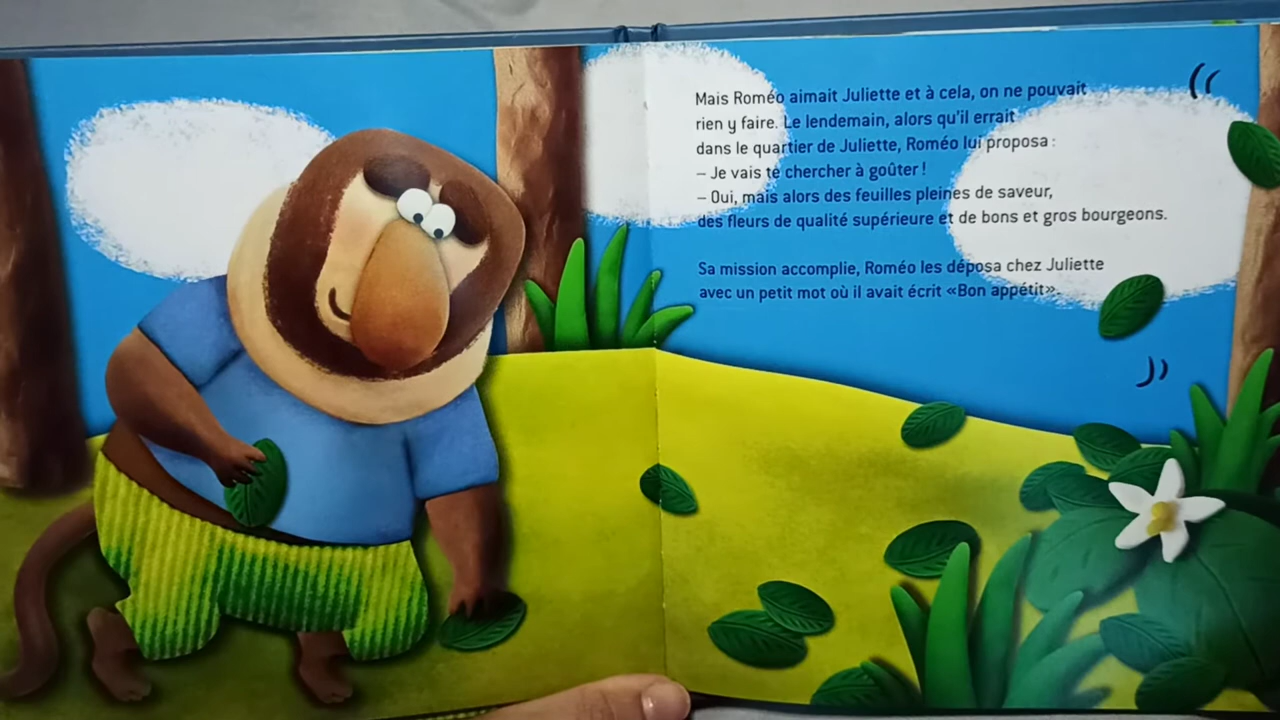 Mais Roméo aimait Juliette et à cela, on ne pouvait
rien y faire. Le lendemain, alors qu'il errait
dans le quartier de Juliette, Roméo lui proposa :
– Je vais te chercher à goûter !
– Oui, mais alors des feuilles pleines de saveur,
des fleurs de qualité supérieure et de bons et gros bourgeons.
Sa mission accomplie, Roméo les déposa chez Juliette
avec un petit mot où il avait écrit «Bon appétit».